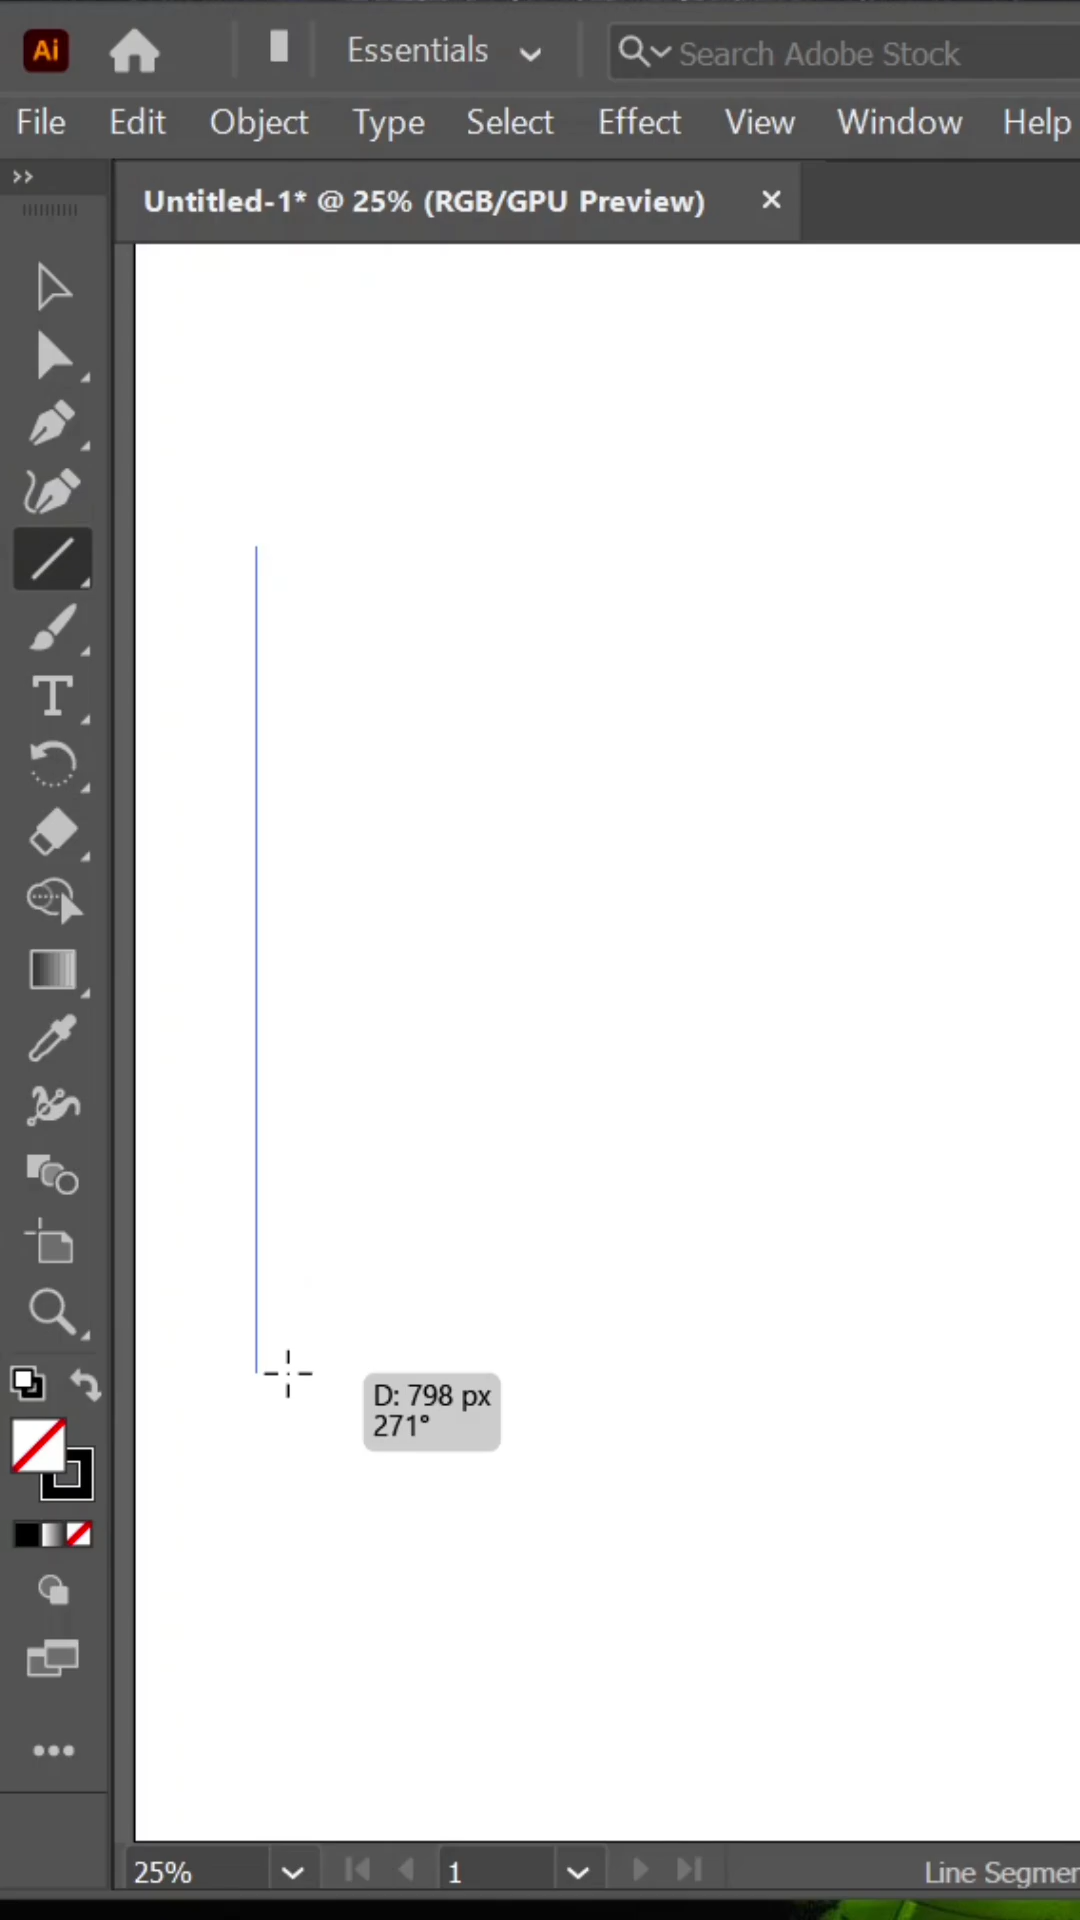 Ai
Essentials
Search Adobe Stock
File Edit Object Type Select Effect View Window Help
>>
Untitled-1* @ 25% (RGB/GPU Preview) ×
T
D: 798 px
271°
25% 1 Line Segmen